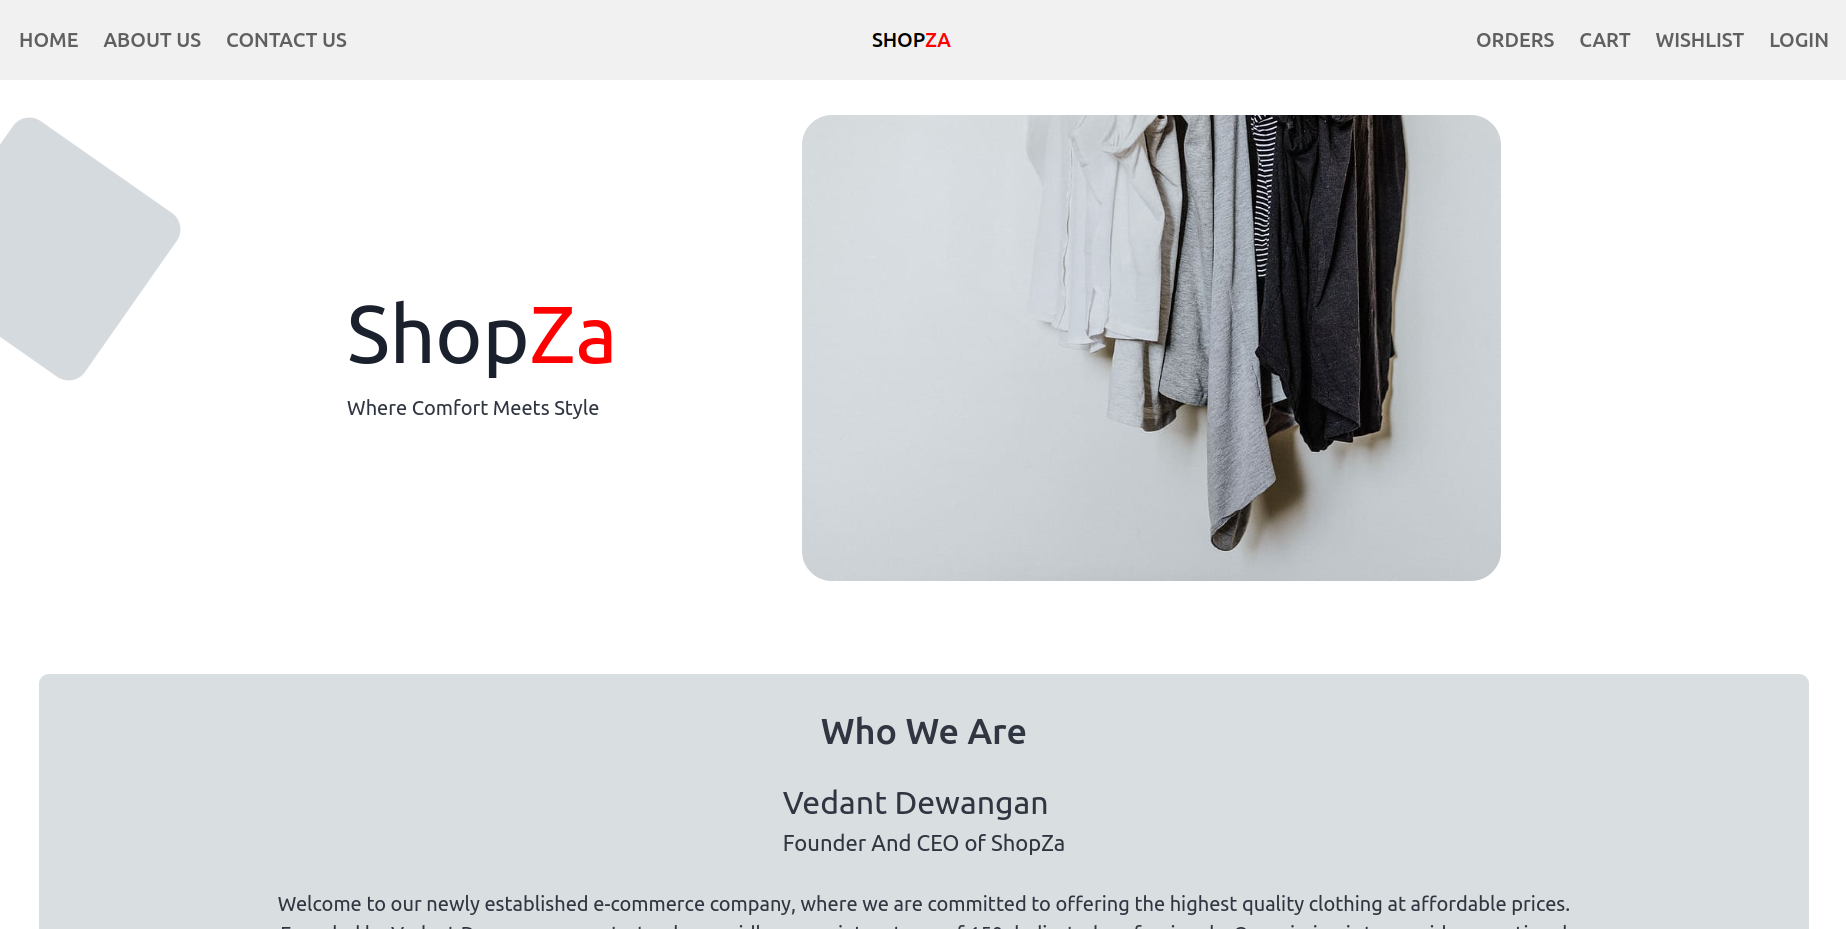 HOME ABOUT US CONTACT US SHOPZA ORDERS CART WISHLIST LOGIN
ShopZa
Where Comfort Meets Style
Who We Are
Vedant Dewangan
Founder And CEO of ShopZa
Welcome to our newly established e-commerce company, where we are committed to offering the highest quality clothing at affordable prices.